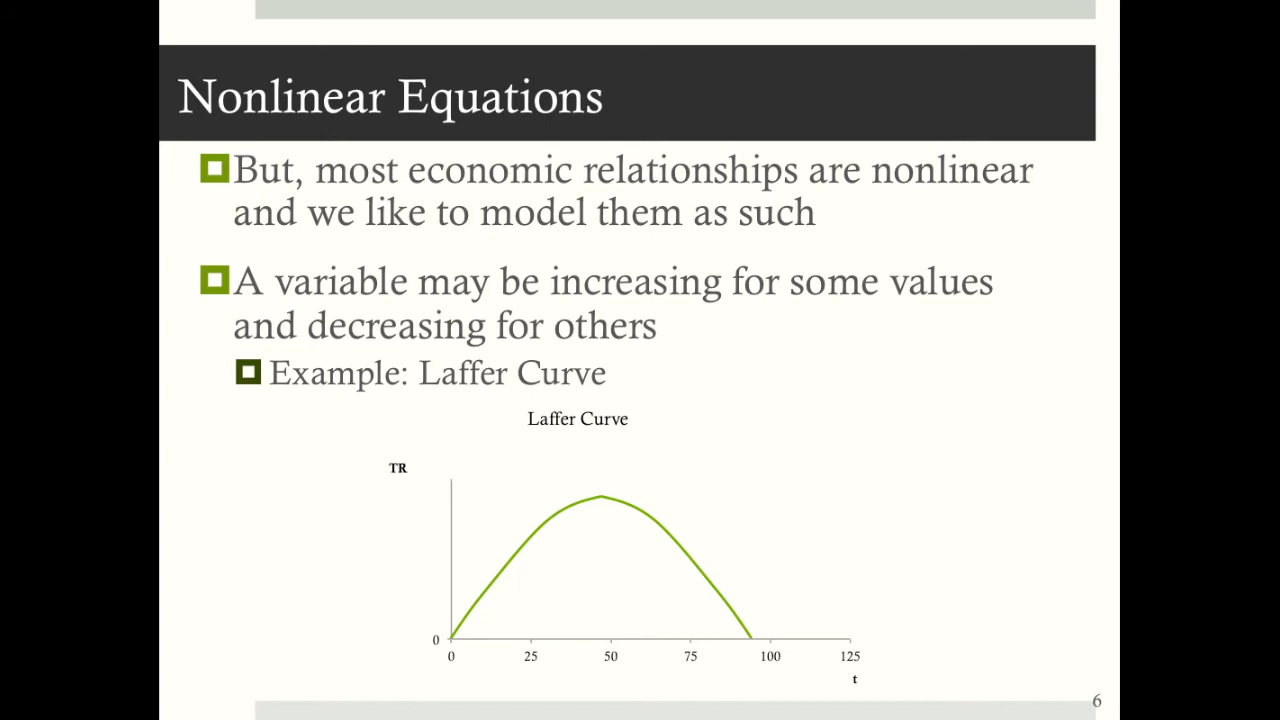 Nonlinear Equations
But, most economic relationships are nonlinear
and we like to model them as such
A variable may be increasing for some values
and decreasing for others
Example: Laffer Curve
Laffer Curve
TR
0
0 25 50 75 100 125
t
6